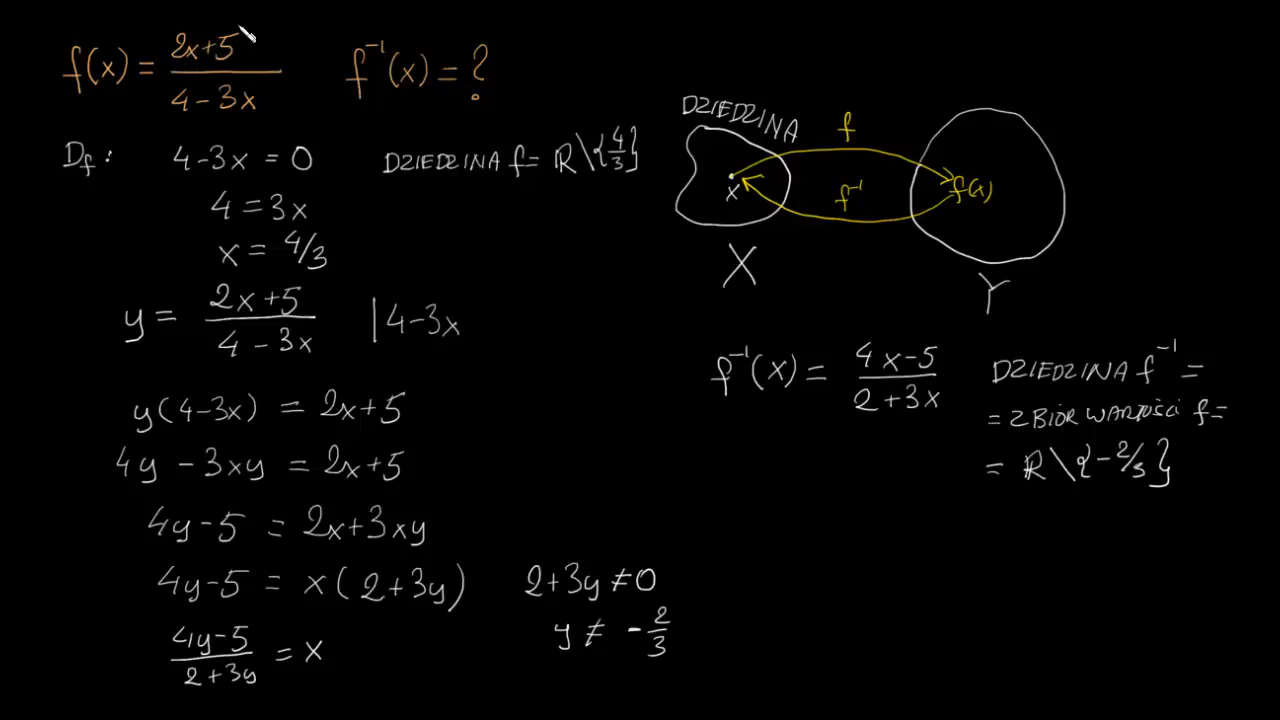 f(x) = (2x+5)/(4-3x)    f⁻¹(x) = ?
D_f: 4-3x = 0    DZIEDZINA f = ℝ\{4/3}
4 = 3x
x = 4/3
y = (2x+5)/(4-3x)  | 4-3x
y(4-3x) = 2x+5
4y - 3xy = 2x+5
4y-5 = 2x+3xy
4y-5 = x(2+3y)    2+3y ≠ 0
(4y-5)/(2+3y) = x    y ≠ -2/3
DZIEDZINA
f
x
f⁻¹
f(x)
X
Y
f⁻¹(x) = (4x-5)/(2+3x)    DZIEDZINA f⁻¹ =
= ZBIÓR WARTOŚCI f =
= ℝ\{-2/3}